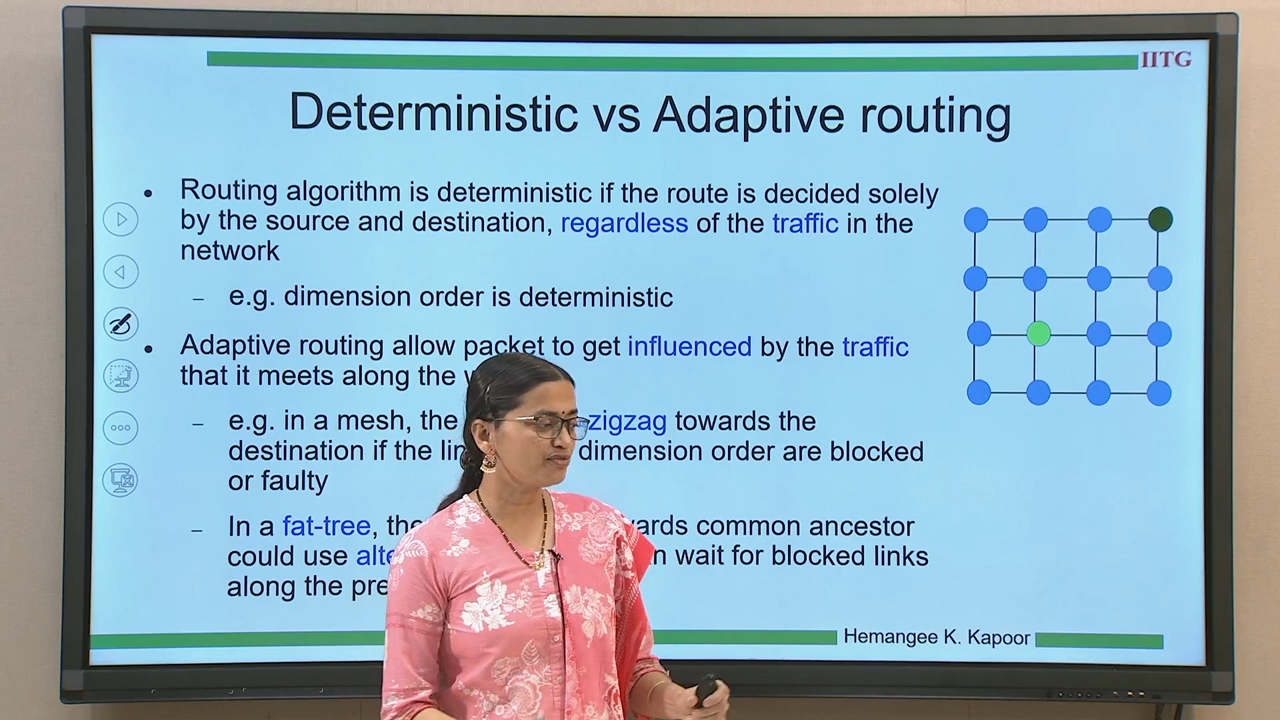 IITG
Deterministic vs Adaptive routing
• Routing algorithm is deterministic if the route is decided solely
by the source and destination, regardless of the traffic in the
network
– e.g. dimension order is deterministic
• Adaptive routing allow packet to get influenced by the traffic
that it meets along the
– e.g. in a mesh, the zigzag towards the
destination if the dimension order are blocked
or faulty
– In a fat-tree, common ancestor
could use wait for blocked links
along the
Hemangee K. Kapoor